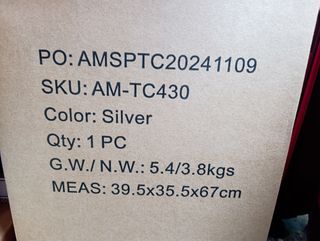 PO: AMSPTC20241109
SKU: AM-TC430
Color: Silver
Qty: 1 PC
G.W./ N.W.: 5.4/3.8kgs
MEAS: 39.5x35.5x67cm